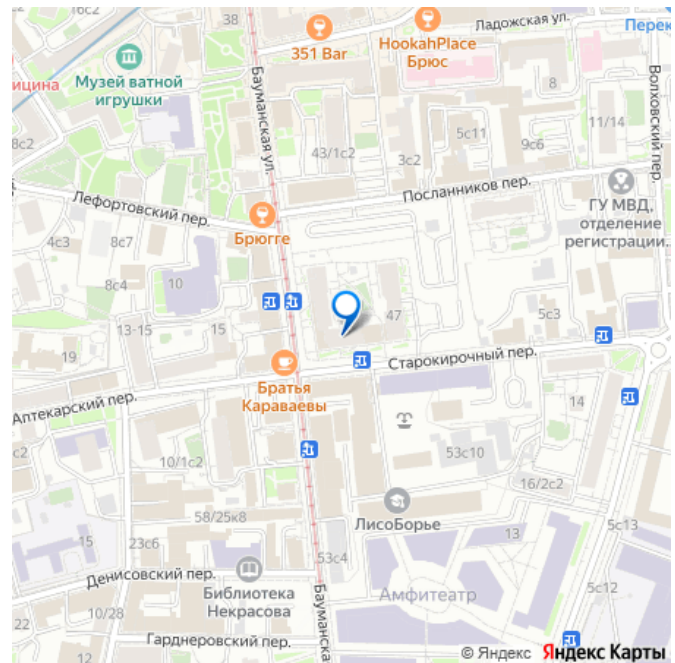 38
Ладожская ул.
351 Bar
HookahPlace
Брюс
Перек
ицина
Музей ватной
игрушки
Бауманская ул.
8
Волховский пер.
8с2
43/1с2
3с2
5с11
9с6
11/14
Лефортовский пер.
Посланников пер.
Брюгге
ГУ МВД,
отделение
регистрации...
4с3
8с7
8с4
10
13-15
15
47
5с3
19
Старокирочный пер.
Братья
Караваевы
Аптекарский пер.
14
с2
10/1с2
53с10
16/2с2
58/25к8
ЛисоБорье
5с13
15
23с6
53с4
13
Денисовский пер.
Библиотека
Некрасова
Амфитеатр
5с12
10/28
Бауманска
1с2
Гарднеровский пер.
© Яндекс Яндекс Карты